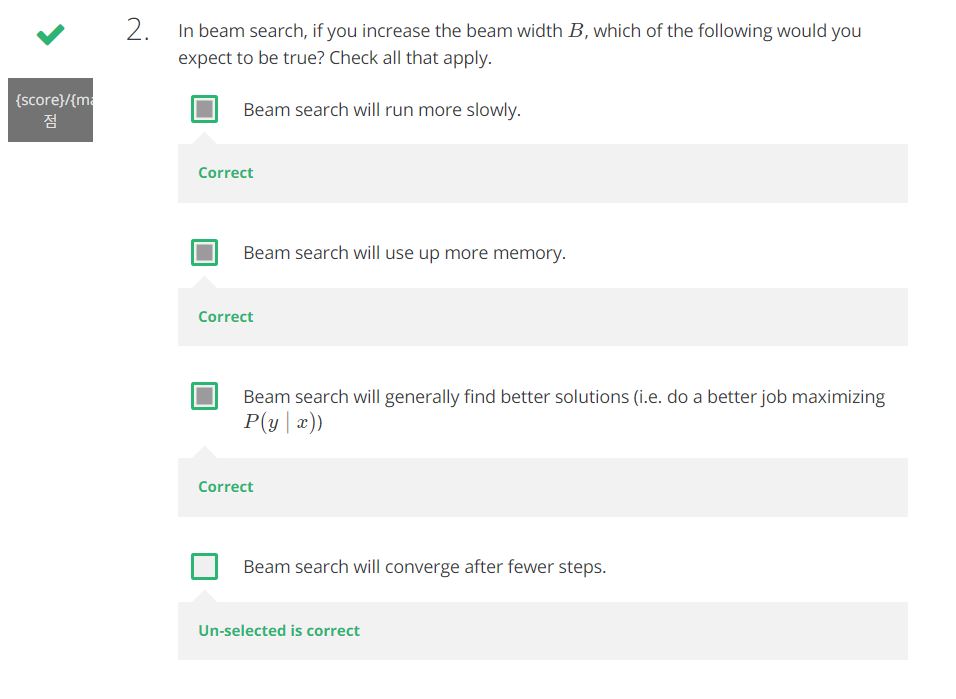 2. In beam search, if you increase the beam width B, which of the following would you
expect to be true? Check all that apply.
{score}/{ma
점
Beam search will run more slowly.
Correct
Beam search will use up more memory.
Correct
Beam search will generally find better solutions (i.e. do a better job maximizing
P(y | x))
Correct
Beam search will converge after fewer steps.
Un-selected is correct